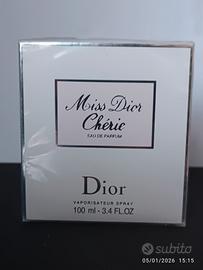 Miss Dior
Chérie
EAU DE PARFUM
Dior
VAPORISATEUR SPRAY
100 ml - 3.4 FL.OZ
subito
05/01/2026 15:15